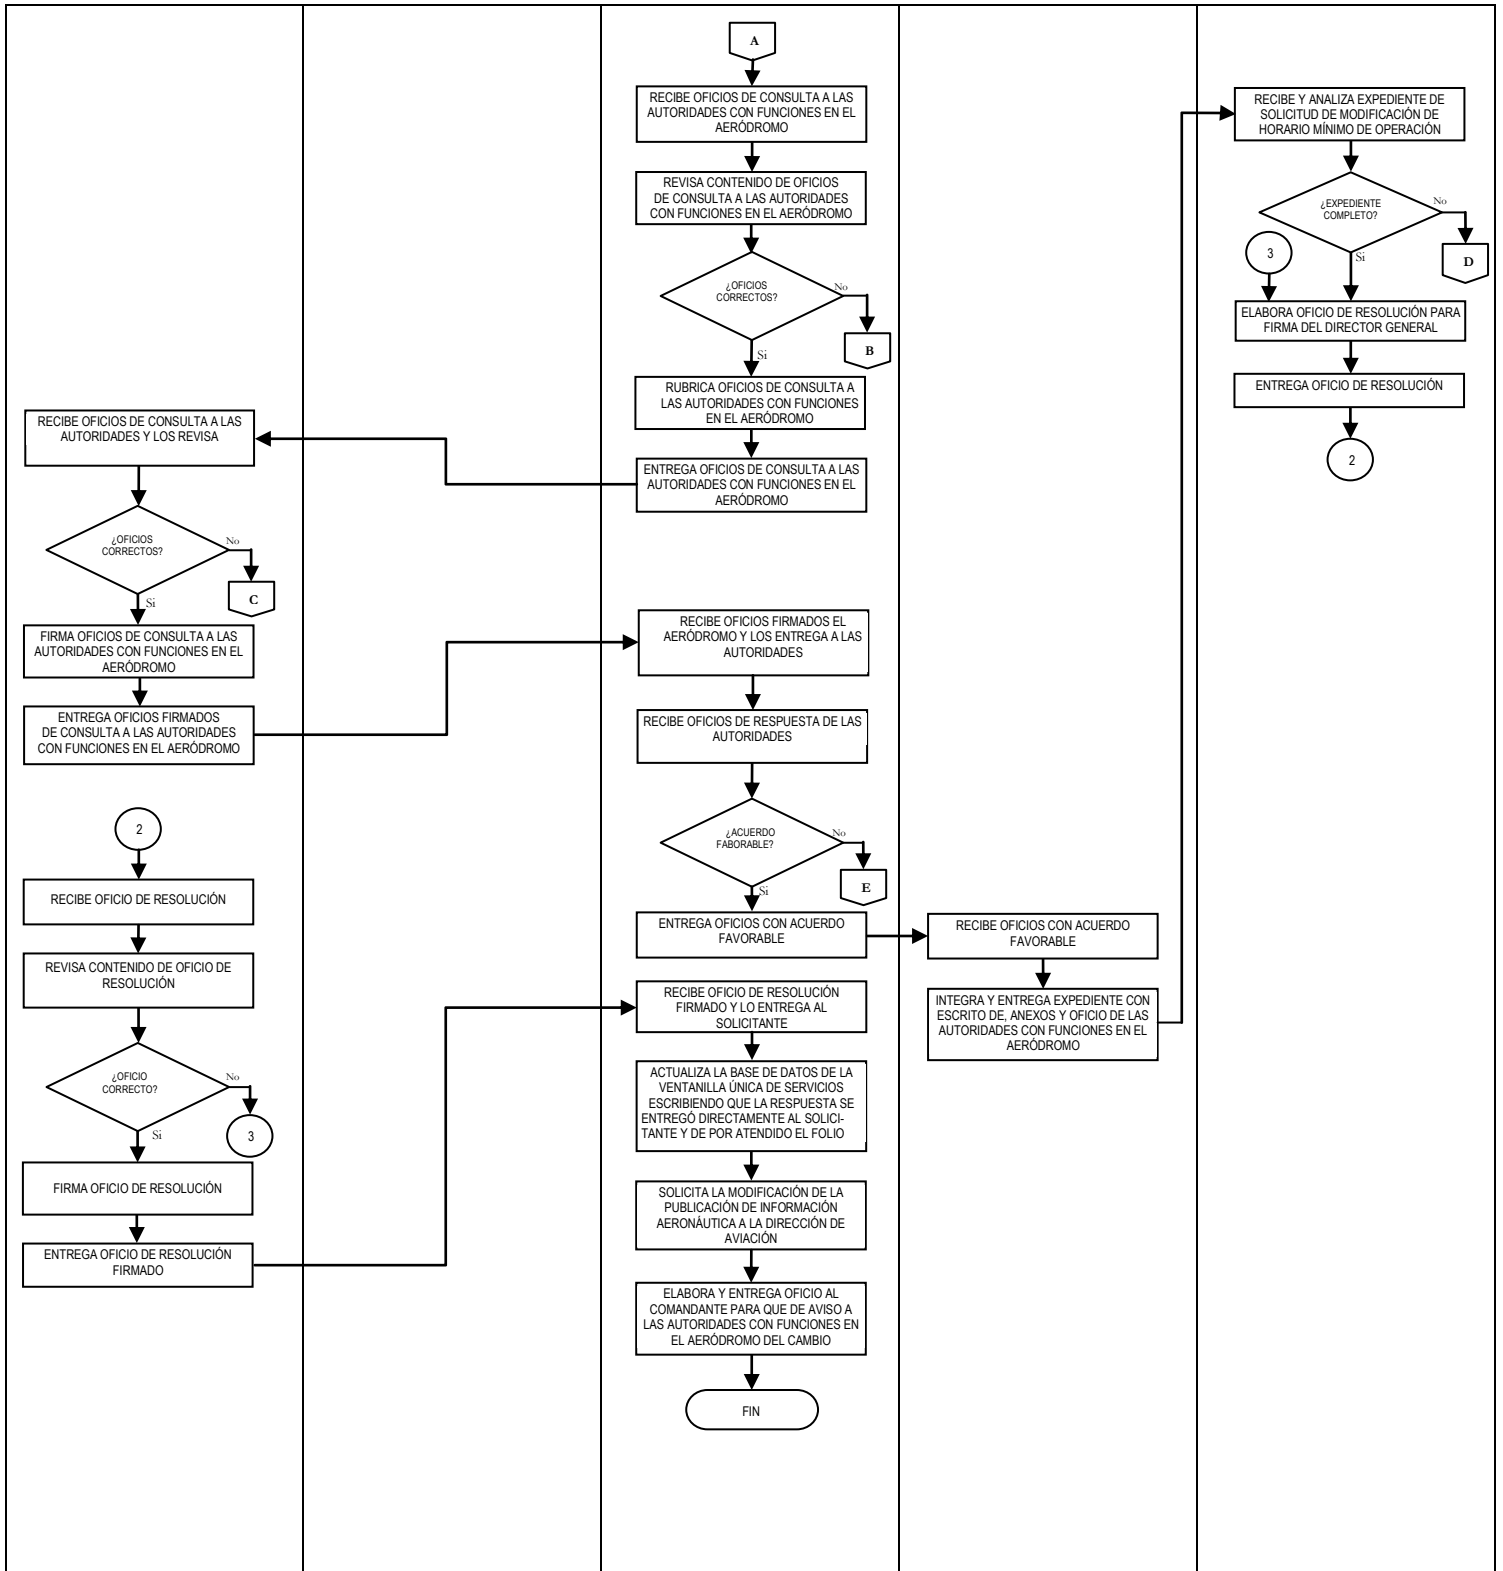 A
RECIBE OFICIOS DE CONSULTA A LAS
AUTORIDADES CON FUNCIONES EN EL
AERÓDROMO
REVISA CONTENIDO DE OFICIOS
DE CONSULTA A LAS AUTORIDADES
CON FUNCIONES EN EL AERÓDROMO
¿OFICIOS
CORRECTOS?
No
B
Si
RUBRICA OFICIOS DE CONSULTA A
LAS AUTORIDADES CON FUNCIONES
EN EL AERÓDROMO
ENTREGA OFICIOS DE CONSULTA A LAS
AUTORIDADES CON FUNCIONES EN EL
AERÓDROMO
RECIBE OFICIOS DE CONSULTA A LAS
AUTORIDADES Y LOS REVISA
¿OFICIOS
CORRECTOS?
No
C
Si
FIRMA OFICIOS DE CONSULTA A LAS
AUTORIDADES CON FUNCIONES EN EL
AERÓDROMO
ENTREGA OFICIOS FIRMADOS
DE CONSULTA A LAS AUTORIDADES
CON FUNCIONES EN EL AERÓDROMO
RECIBE OFICIOS FIRMADOS EL
AERÓDROMO Y LOS ENTREGA A LAS
AUTORIDADES
RECIBE OFICIOS DE RESPUESTA DE LAS
AUTORIDADES
¿ACUERDO
FABORABLE?
No
E
Si
ENTREGA OFICIOS CON ACUERDO
FAVORABLE
RECIBE OFICIOS CON ACUERDO
FAVORABLE
INTEGRA Y ENTREGA EXPEDIENTE CON
ESCRITO DE, ANEXOS Y OFICIO DE LAS
AUTORIDADES CON FUNCIONES EN EL
AERÓDROMO
RECIBE Y ANALIZA EXPEDIENTE DE
SOLICITUD DE MODIFICACIÓN DE
HORARIO MÍNIMO DE OPERACIÓN
¿EXPEDIENTE
COMPLETO?
No
D
Si
3
ELABORA OFICIO DE RESOLUCIÓN PARA
FIRMA DEL DIRECTOR GENERAL
ENTREGA OFICIO DE RESOLUCIÓN
2
2
RECIBE OFICIO DE RESOLUCIÓN
REVISA CONTENIDO DE OFICIO DE
RESOLUCIÓN
¿OFICIO
CORRECTO?
No
3
Si
FIRMA OFICIO DE RESOLUCIÓN
ENTREGA OFICIO DE RESOLUCIÓN
FIRMADO
RECIBE OFICIO DE RESOLUCIÓN
FIRMADO Y LO ENTREGA AL
SOLICITANTE
ACTUALIZA LA BASE DE DATOS DE LA
VENTANILLA ÚNICA DE SERVICIOS
ESCRIBIENDO QUE LA RESPUESTA SE
ENTREGÓ DIRECTAMENTE AL SOLICI-
TANTE Y DE POR ATENDIDO EL FOLIO
SOLICITA LA MODIFICACIÓN DE LA
PUBLICACIÓN DE INFORMACIÓN
AERONÁUTICA A LA DIRECCIÓN DE
AVIACIÓN
ELABORA Y ENTREGA OFICIO AL
COMANDANTE PARA QUE DE AVISO A
LAS AUTORIDADES CON FUNCIONES EN
EL AERÓDROMO DEL CAMBIO
FIN